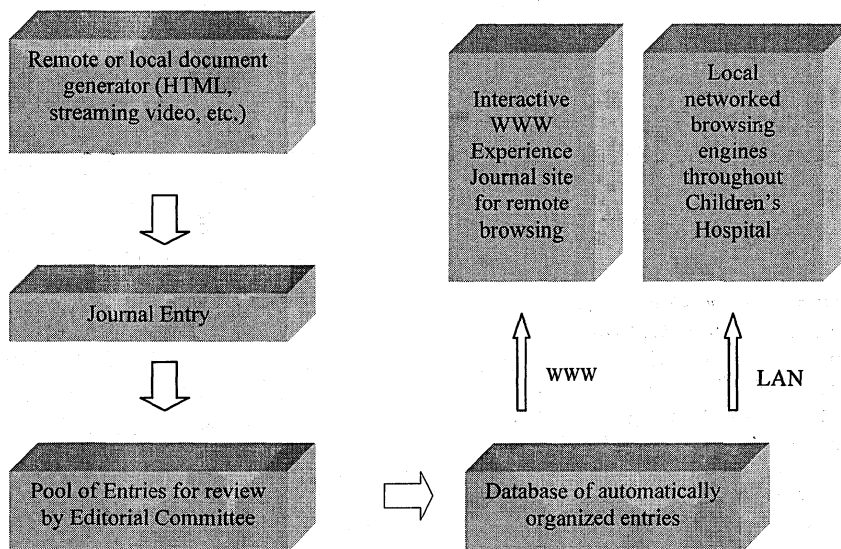 Remote or local document
generator (HTML,
streaming video, etc.)
Journal Entry
Pool of Entries for review
by Editorial Committee
Database of automatically
organized entries
WWW
LAN
Interactive
WWW
Experience
Journal site
for remote
browsing
Local
networked
browsing
engines
throughout
Children's
Hospital